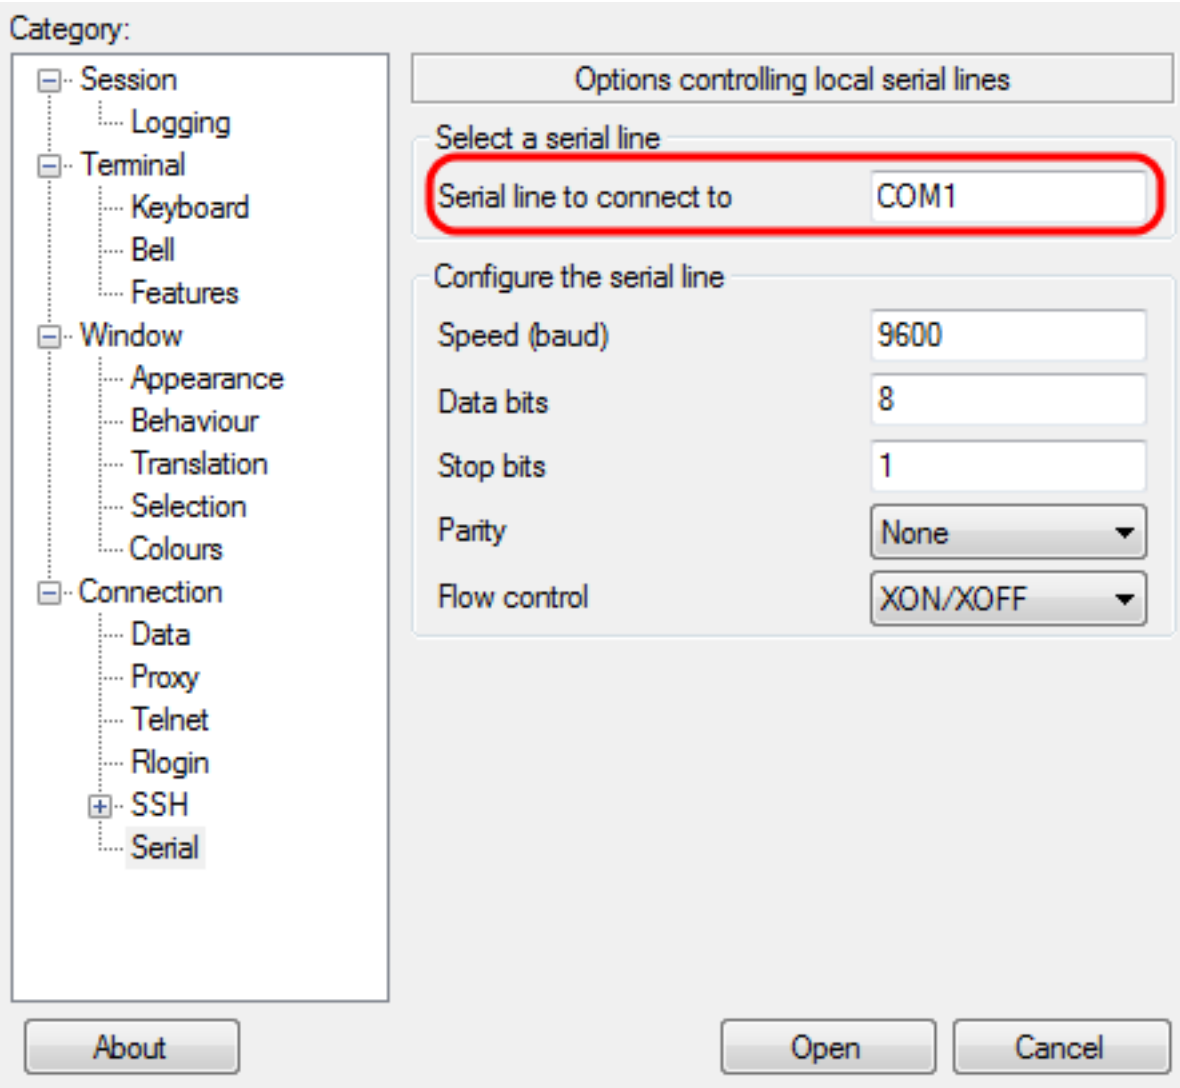 Category:
Session
Logging
Terminal
Keyboard
Bell
Features
Window
Appearance
Behaviour
Translation
Selection
Colours
Connection
Data
Proxy
Telnet
Rlogin
SSH
Serial
Options controlling local serial lines
Select a serial line
Serial line to connect to COM1
Configure the serial line
Speed (baud) 9600
Data bits 8
Stop bits 1
Parity None
Flow control XON/XOFF
About Open Cancel